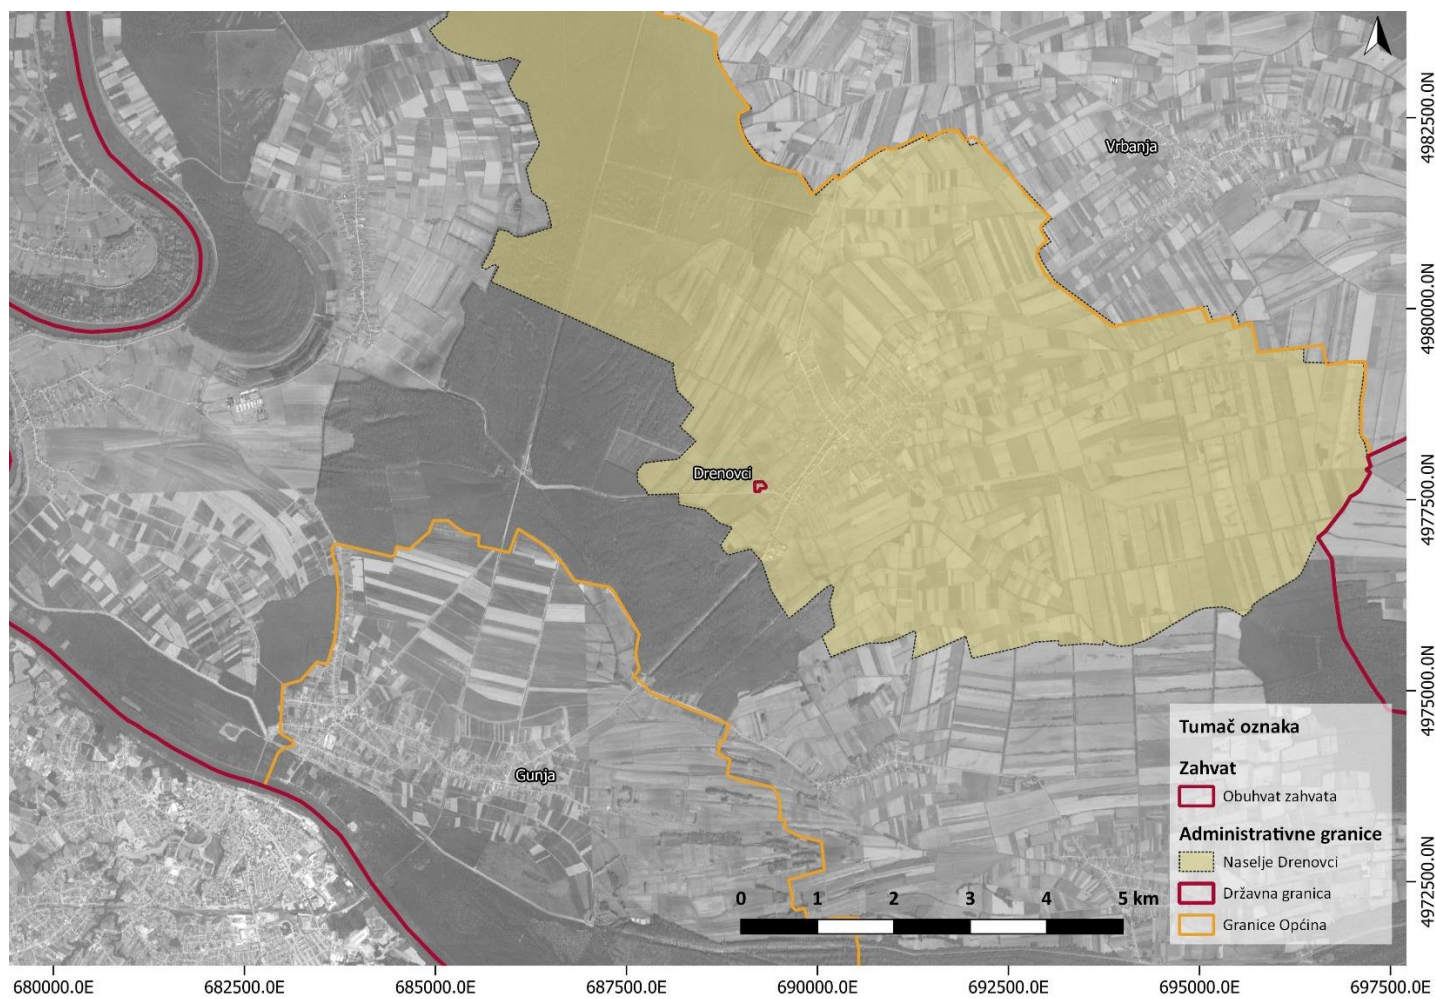 Vrbanja
Drenovci
Gunja
4982500.0N
4980000.0N
4977500.0N
4975000.0N
4972500.0N
Tumač oznaka
Zahvat
Obuhvat zahvata
Administrativne granice
Naselje Drenovci
Državna granica
Granice Općina
0 1 2 3 4 5 km
680000.0E 682500.0E 685000.0E 687500.0E 690000.0E 692500.0E 695000.0E 697500.0E